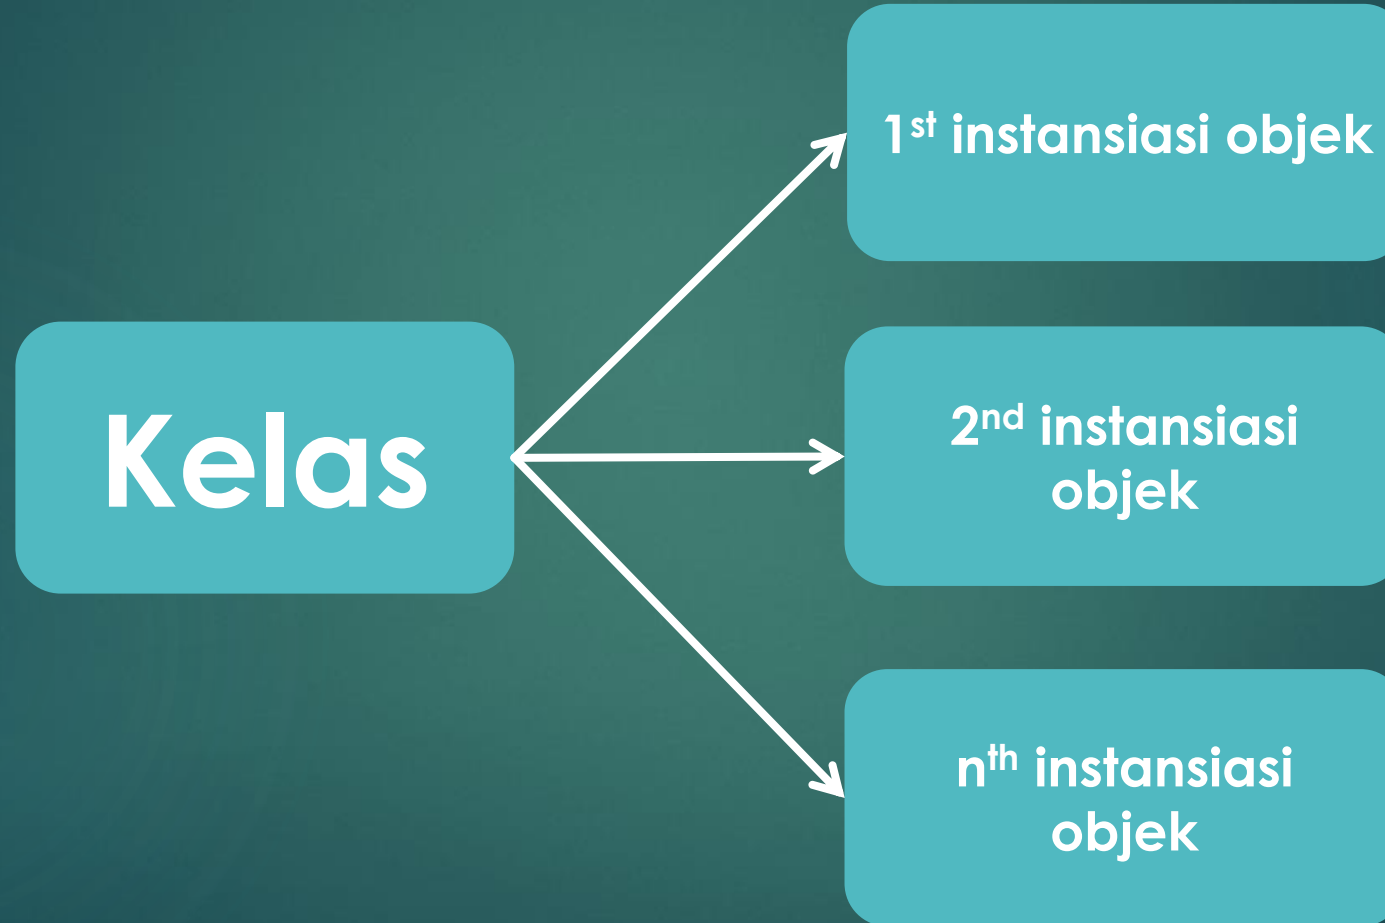 1st instansiasi objek
Kelas
2nd instansiasi
objek
nth instansiasi
objek